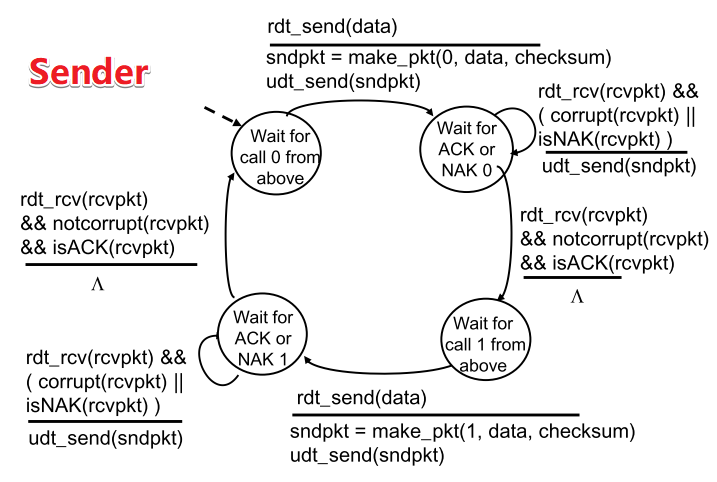 Sender
rdt_send(data)
sndpkt = make_pkt(0, data, checksum)
udt_send(sndpkt)
Wait for
call 0 from
above
Wait for
ACK or
NAK 0
rdt_rcv(rcvpkt) &&
( corrupt(rcvpkt) ||
isNAK(rcvpkt) )
udt_send(sndpkt)
rdt_rcv(rcvpkt)
&& notcorrupt(rcvpkt)
&& isACK(rcvpkt)
Λ
rdt_rcv(rcvpkt)
&& notcorrupt(rcvpkt)
&& isACK(rcvpkt)
Λ
Wait for
ACK or
NAK 1
Wait for
call 1 from
above
rdt_rcv(rcvpkt) &&
( corrupt(rcvpkt) ||
isNAK(rcvpkt) )
udt_send(sndpkt)
rdt_send(data)
sndpkt = make_pkt(1, data, checksum)
udt_send(sndpkt)